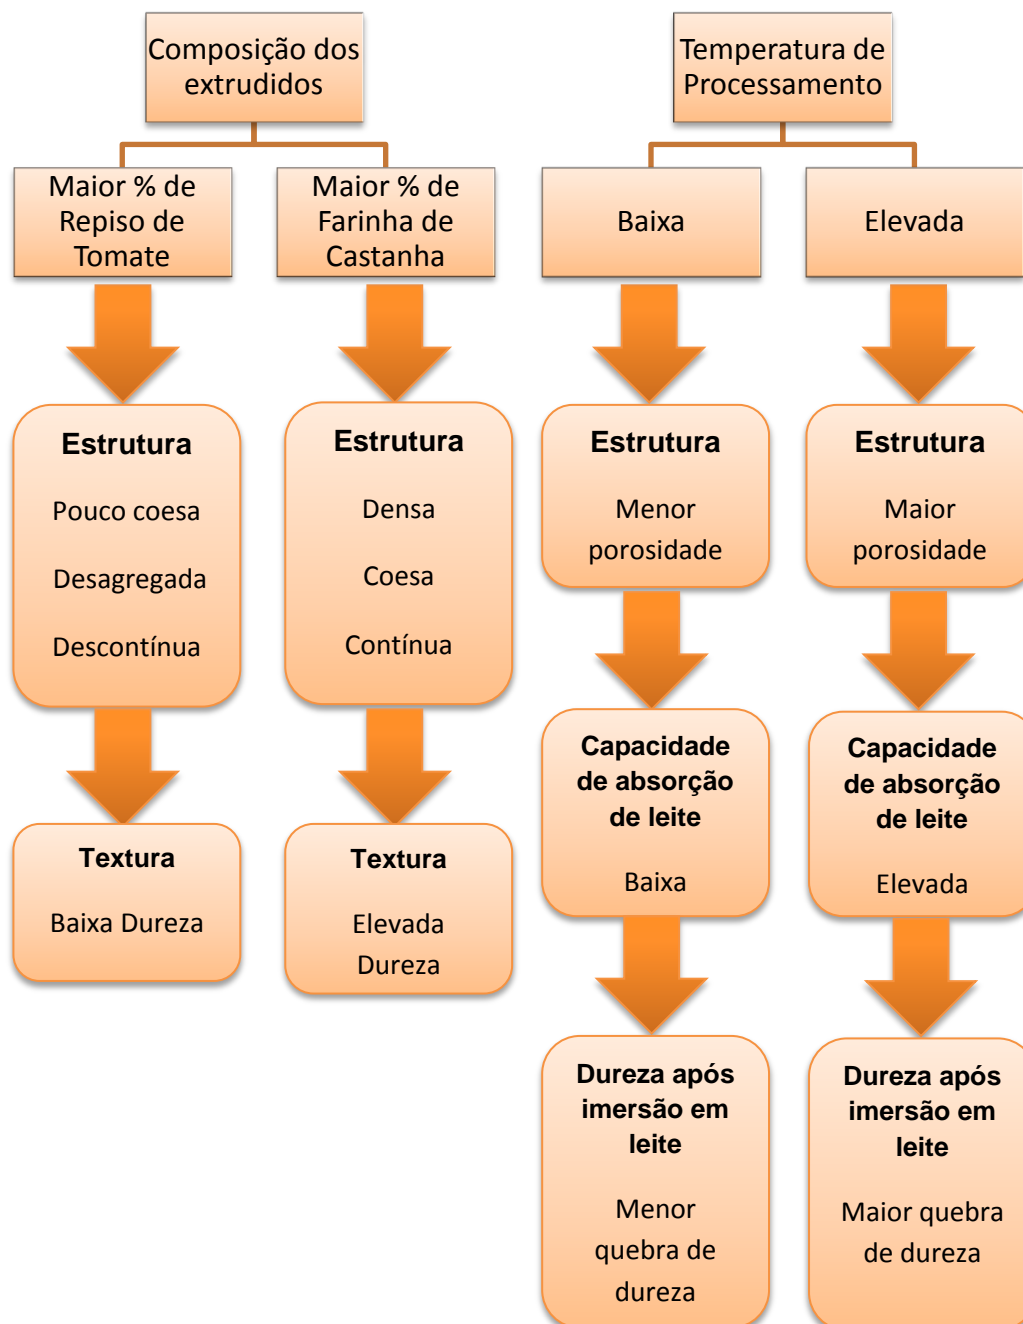 Composição dos
extrudidos
Maior % de
Repiso de
Tomate
Maior % de
Farinha de
Castanha
Estrutura
Pouco coesa
Desagregada
Descontínua
Estrutura
Densa
Coesa
Contínua
Textura
Baixa Dureza
Textura
Elevada
Dureza
Temperatura de
Processamento
Baixa
Elevada
Estrutura
Menor
porosidade
Estrutura
Maior
porosidade
Capacidade
de absorção
de leite
Baixa
Capacidade
de absorção
de leite
Elevada
Dureza após
imersão em
leite
Menor
quebra de
dureza
Dureza após
imersão em
leite
Maior quebra
de dureza